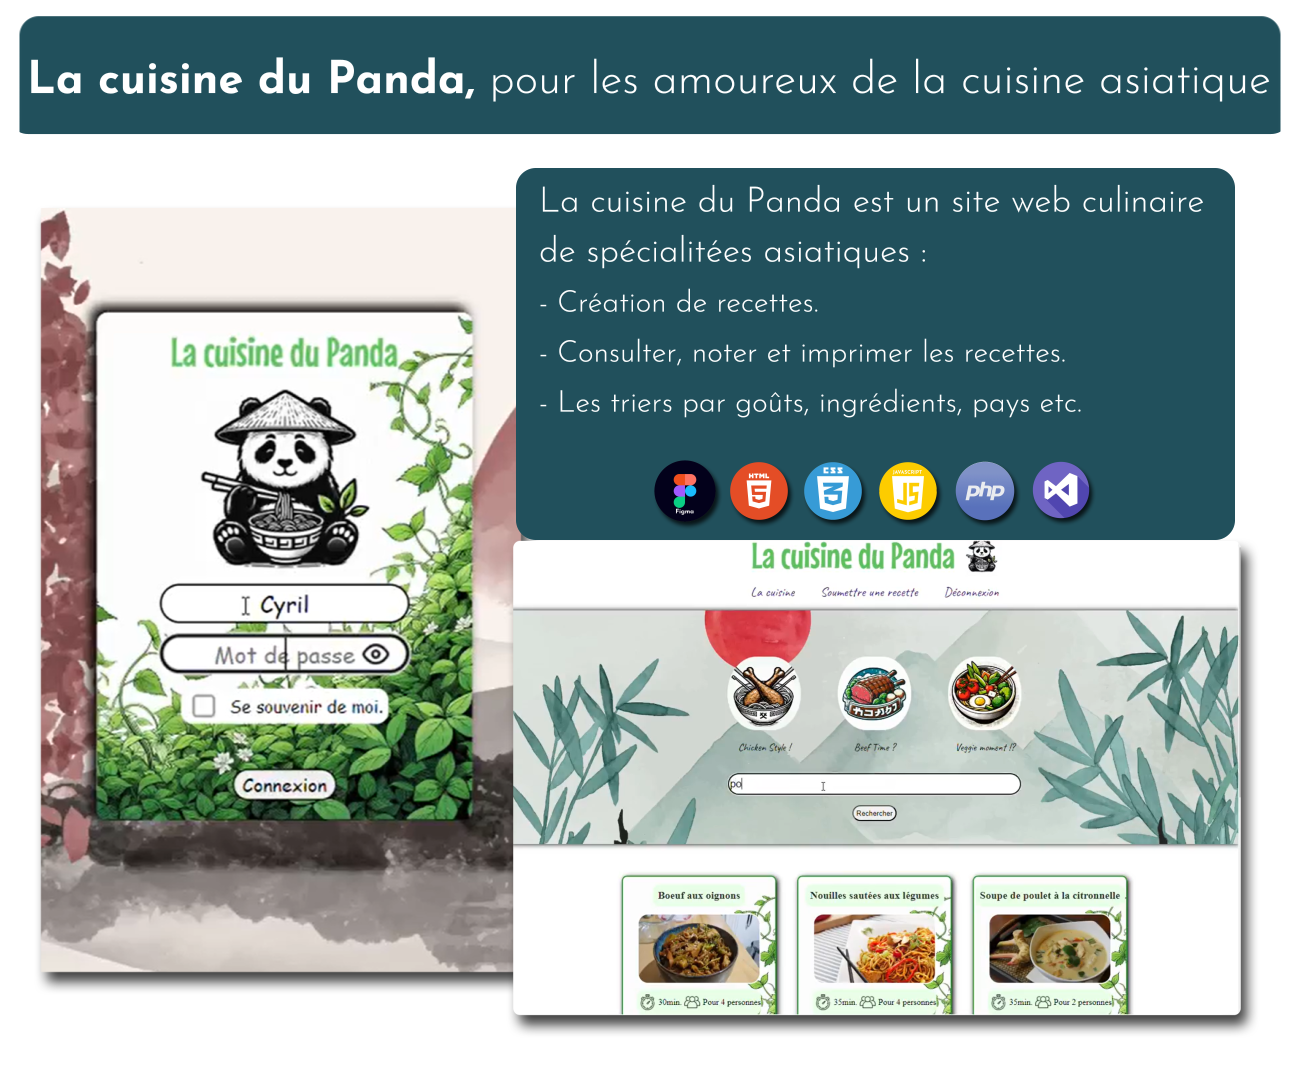 La cuisine du Panda, pour les amoureux de la cuisine asiatique
La cuisine du Panda est un site web culinaire
de spécialitées asiatiques :
- Création de recettes.
- Consulter, noter et imprimer les recettes.
- Les triers par goûts, ingrédients, pays etc.
Figma
HTML
5
CSS
3
JAVASCRIPT
JS
php
La cuisine du Panda
Cyril
Mot de passe
Se souvenir de moi.
Connexion
La cuisine du Panda
La cuisine Soumettre une recette Déconnexion
Chicken Style ! Beef Time ? Veggie moment !?
po
Rechercher
Boeuf aux oignons Nouilles sautées aux légumes Soupe de poulet à la citronnelle
30min. Pour 4 personnes 35min. Pour 4 personnes 35min. Pour 2 personnes